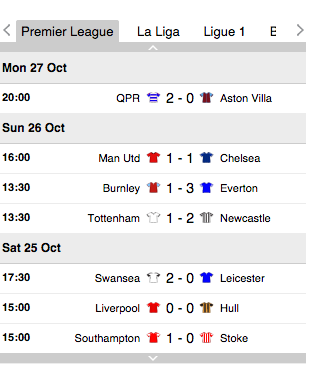 Premier League La Liga Ligue 1 E
Mon 27 Oct
20:00 QPR 2 - 0 Aston Villa
Sun 26 Oct
16:00 Man Utd 1 - 1 Chelsea
13:30 Burnley 1 - 3 Everton
13:30 Tottenham 1 - 2 Newcastle
Sat 25 Oct
17:30 Swansea 2 - 0 Leicester
15:00 Liverpool 0 - 0 Hull
15:00 Southampton 1 - 0 Stoke